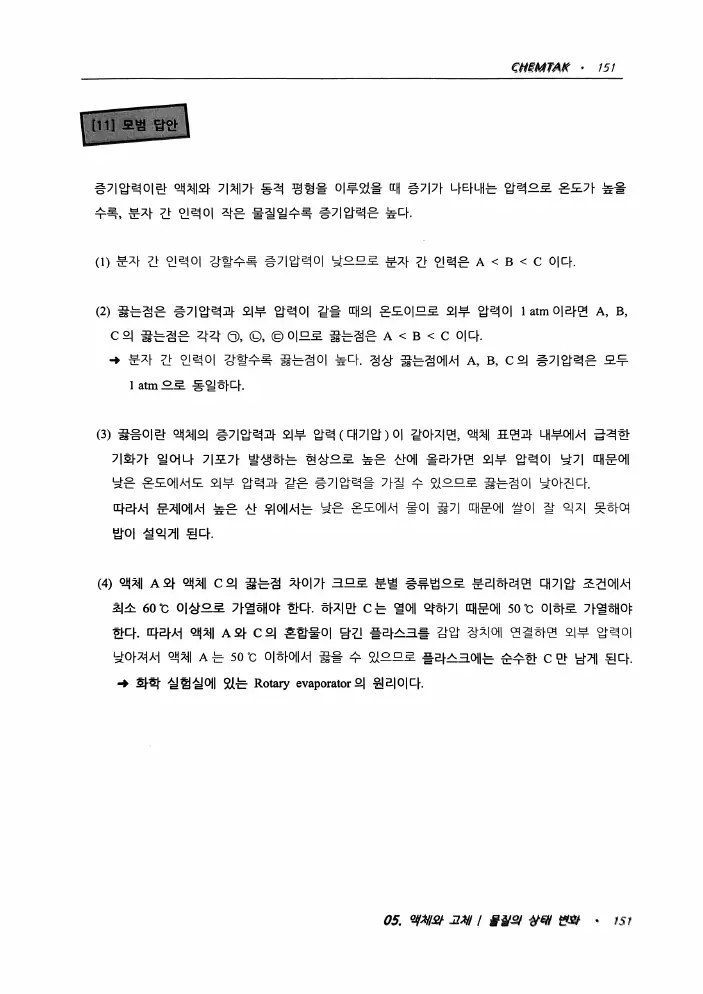 CHEMTAK • 151
[11] 모범 답안
증기압력이란 액체와 기체가 동적 평형을 이루었을 때 증기가 나타내는 압력으로 온도가 높을
수록, 분자 간 인력이 작은 물질일수록 증기압력은 높다.
(1) 분자 간 인력이 강할수록 증기압력이 낮으므로 분자 간 인력은 A < B < C 이다.
(2) 끓는점은 증기압력과 외부 압력이 같을 때의 온도이므로 외부 압력이 1 atm 이라면 A, B,
C 의 끓는점은 각각 ㉠, ㉡, ㉢ 이므로 끓는점은 A < B < C 이다.
➜ 분자 간 인력이 강할수록 끓는점이 높다. 정상 끓는점에서 A, B, C 의 증기압력은 모두
1 atm 으로 동일하다.
(3) 끓음이란 액체의 증기압력과 외부 압력 ( 대기압 ) 이 같아지면, 액체 표면과 내부에서 급격한
기화가 일어나 기포가 발생하는 현상으로 높은 산에 올라가면 외부 압력이 낮기 때문에
낮은 온도에서도 외부 압력과 같은 증기압력을 가질 수 있으므로 끓는점이 낮아진다.
따라서 문제에서 높은 산 위에서는 낮은 온도에서 물이 끓기 때문에 쌀이 잘 익지 못하여
밥이 설익게 된다.
(4) 액체 A 와 액체 C 의 끓는점 차이가 크므로 분별 증류법으로 분리하려면 대기압 조건에서
최소 60 ℃ 이상으로 가열해야 한다. 하지만 C 는 열에 약하기 때문에 50 ℃ 이하로 가열해야
한다. 따라서 액체 A 와 C 의 혼합물이 담긴 플라스크를 감압 장치에 연결하면 외부 압력이
낮아져서 액체 A 는 50 ℃ 이하에서 끓을 수 있으므로 플라스크에는 순수한 C 만 남게 된다.
➜ 화학 실험실에 있는 Rotary evaporator 의 원리이다.
05. 액체와 고체 / 물질의 상태 변화 • 151